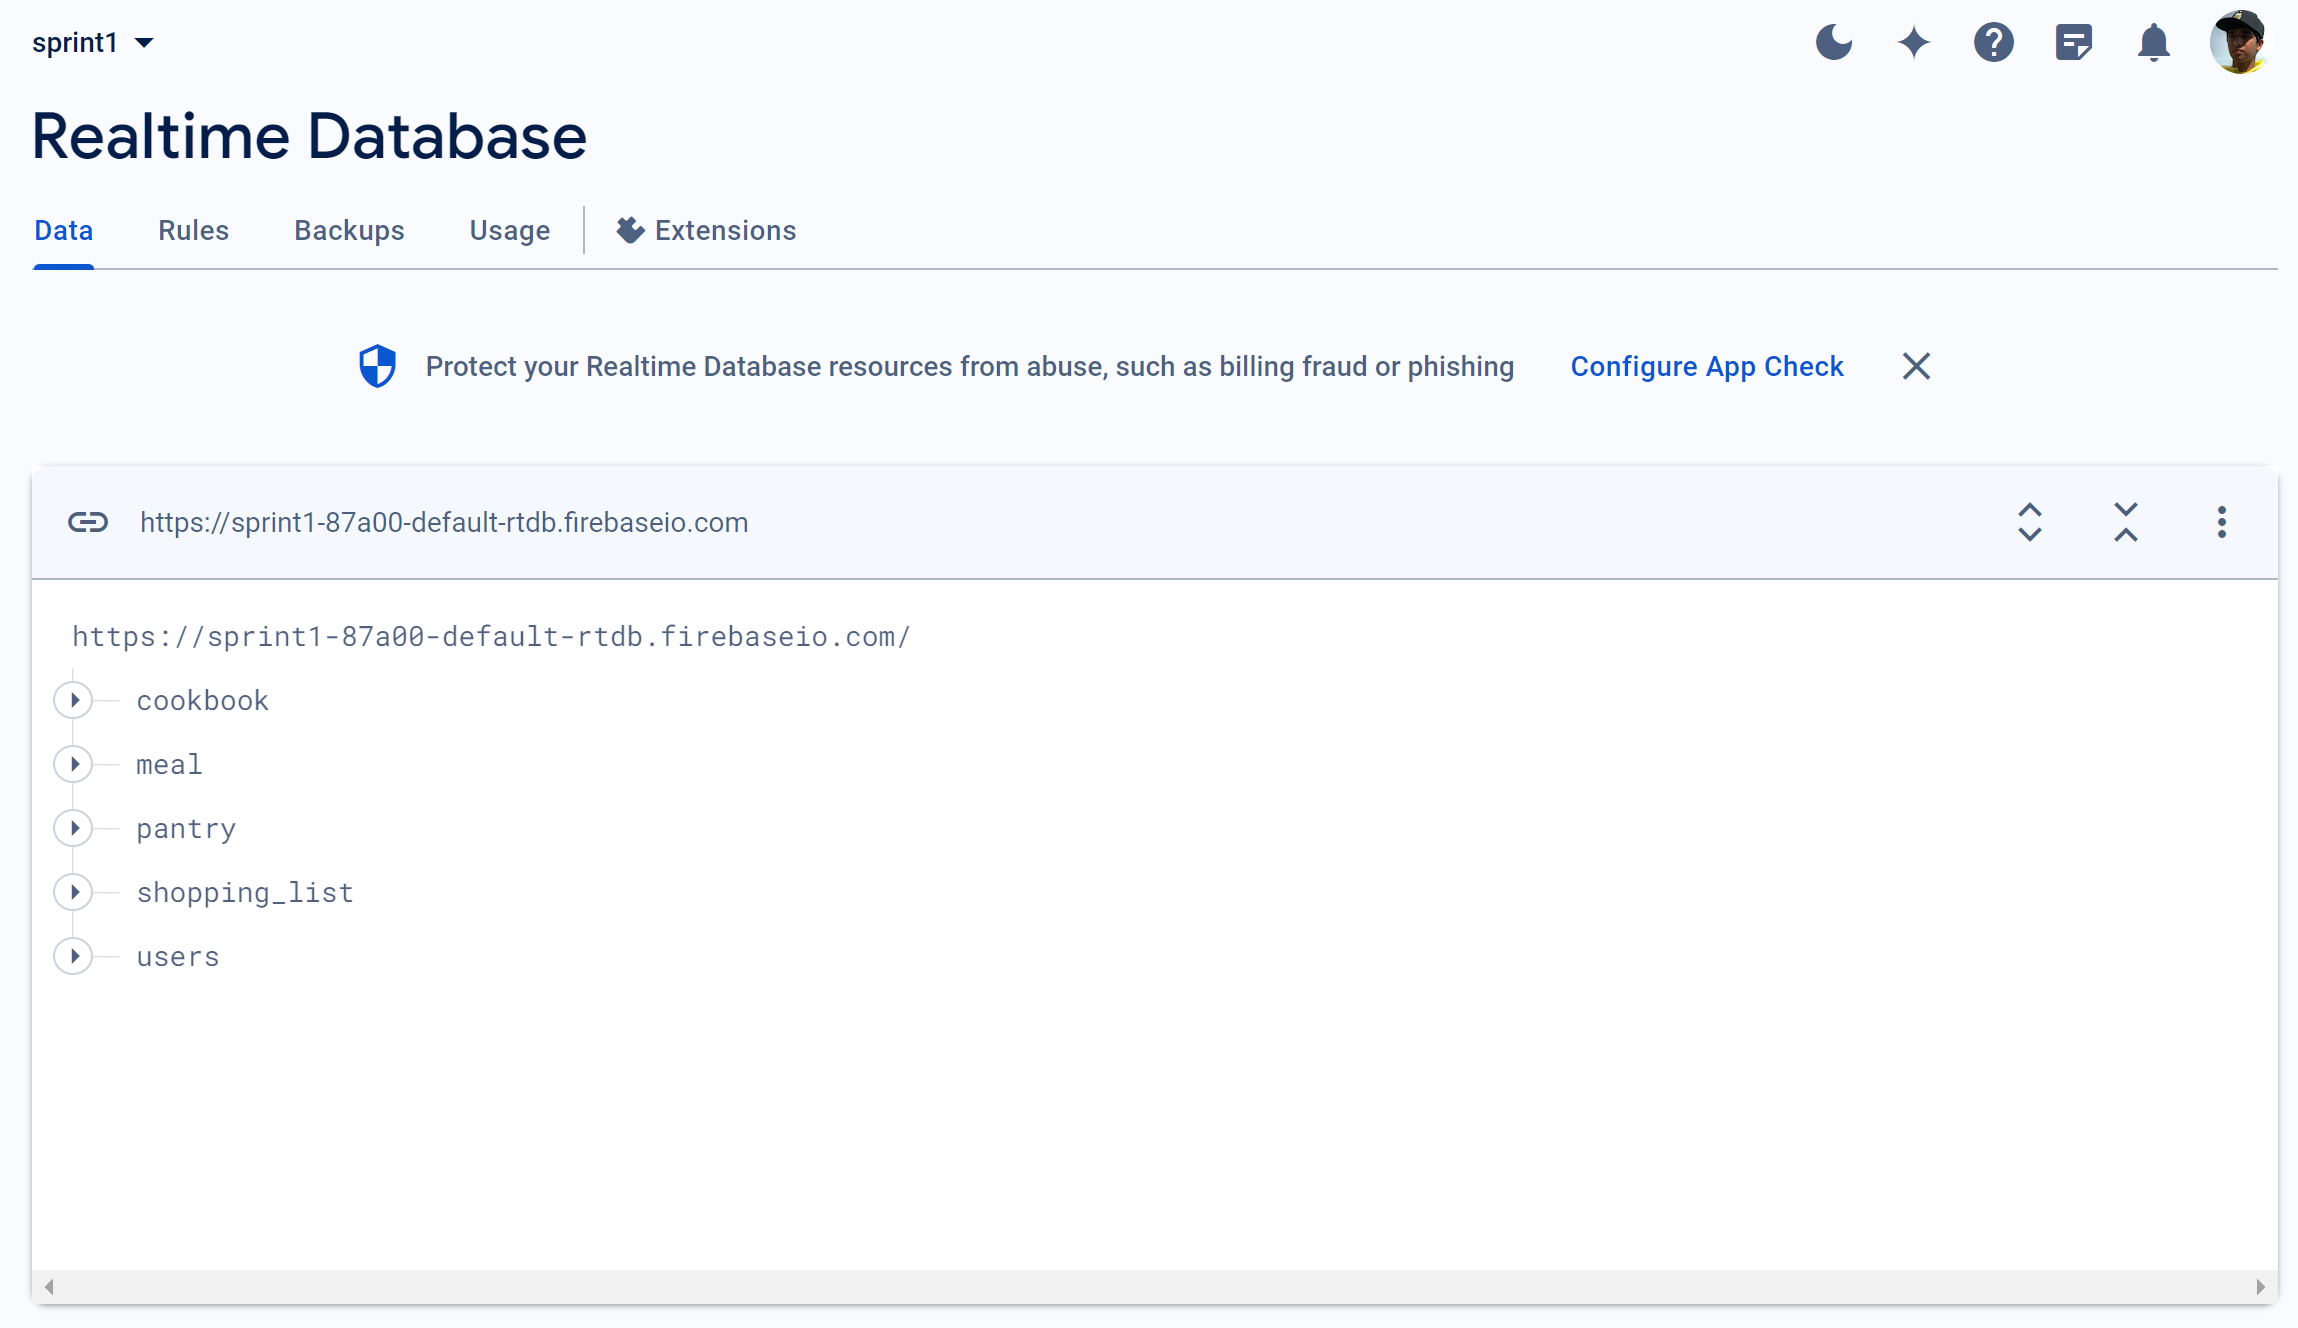 sprint1
Realtime Database
Data Rules Backups Usage Extensions
Protect your Realtime Database resources from abuse, such as billing fraud or phishing Configure App Check
https://sprint1-87a00-default-rtdb.firebaseio.com
https://sprint1-87a00-default-rtdb.firebaseio.com/
cookbook
meal
pantry
shopping_list
users